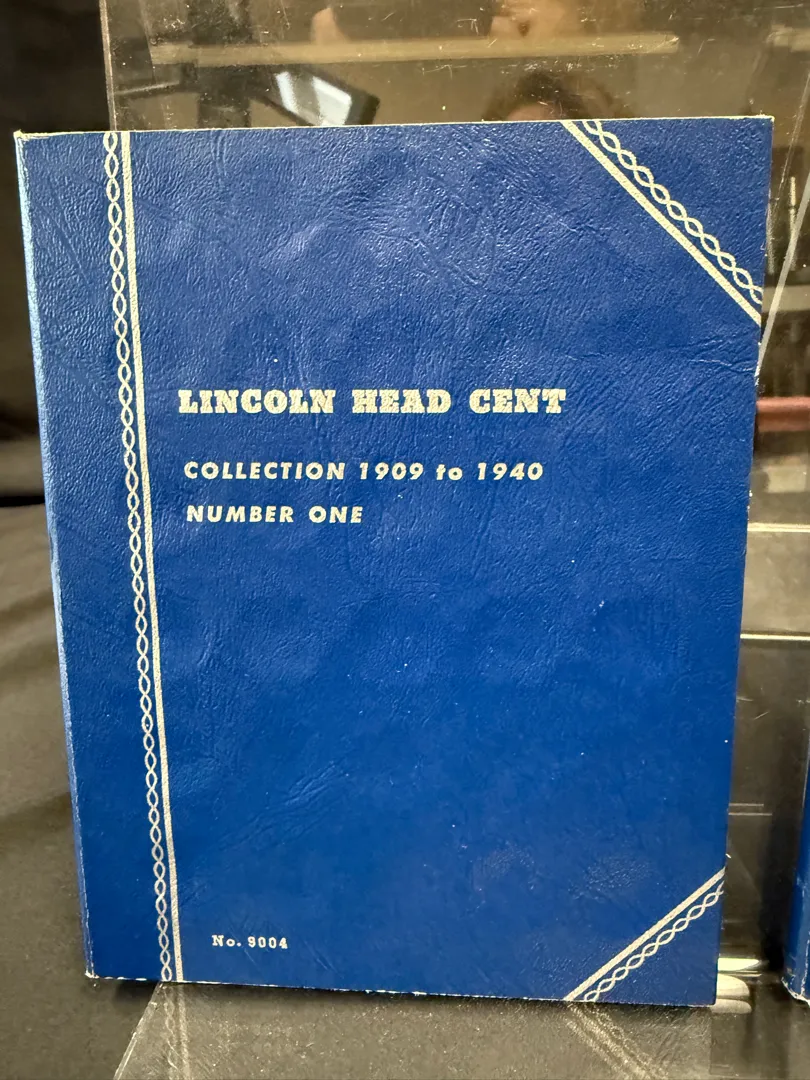 LINCOLN HEAD CENT
COLLECTION 1909 to 1940
NUMBER ONE
No. 9004